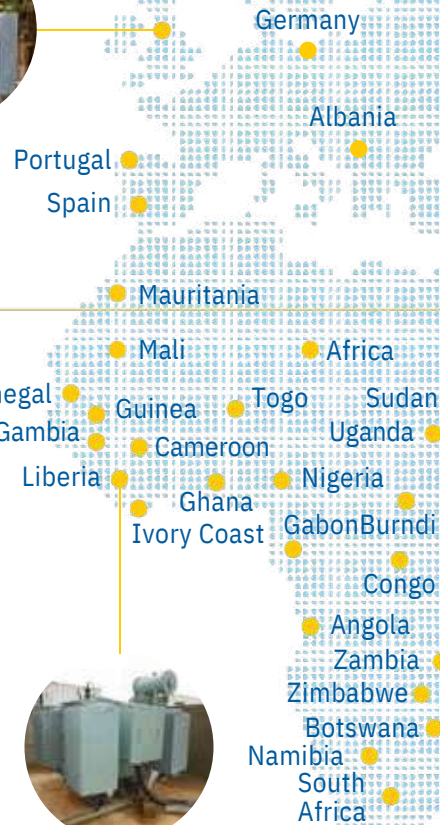 Germany
Albania
Portugal
Spain
Mauritania
Mali
Africa
negal
Guinea
Togo
Sudan
Gambia
Cameroon
Uganda
Liberia
Ghana
Nigeria
Ivory Coast
GabonBurndi
Congo
Angola
Zambia
Zimbabwe
Botswana
Namibia
South
Africa